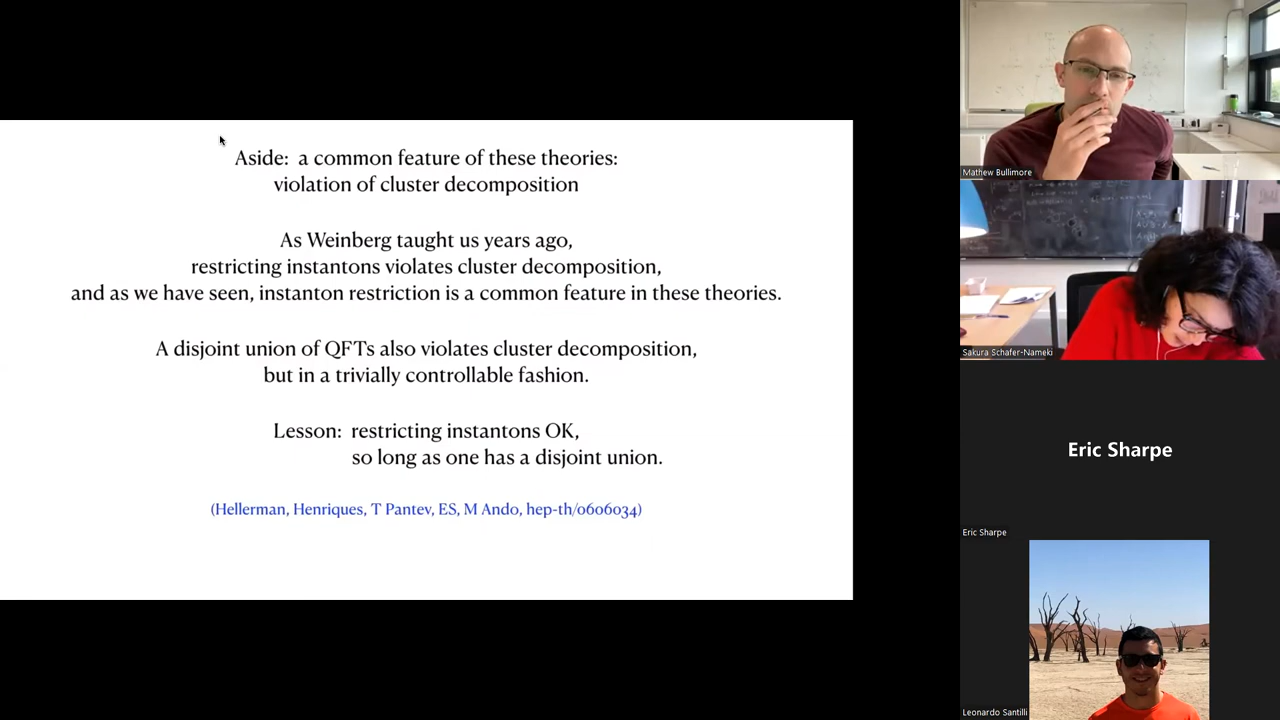 Aside: a common feature of these theories:
violation of cluster decomposition
As Weinberg taught us years ago,
restricting instantons violates cluster decomposition,
and as we have seen, instanton restriction is a common feature in these theories.
A disjoint union of QFTs also violates cluster decomposition,
but in a trivially controllable fashion.
Lesson: restricting instantons OK,
so long as one has a disjoint union.
(Hellerman, Henriques, T Pantev, ES, M Ando, hep-th/0606034)
Mathew Bullimore
Sakura Schafer-Nameki
Eric Sharpe
Eric Sharpe
Leonardo Santilli